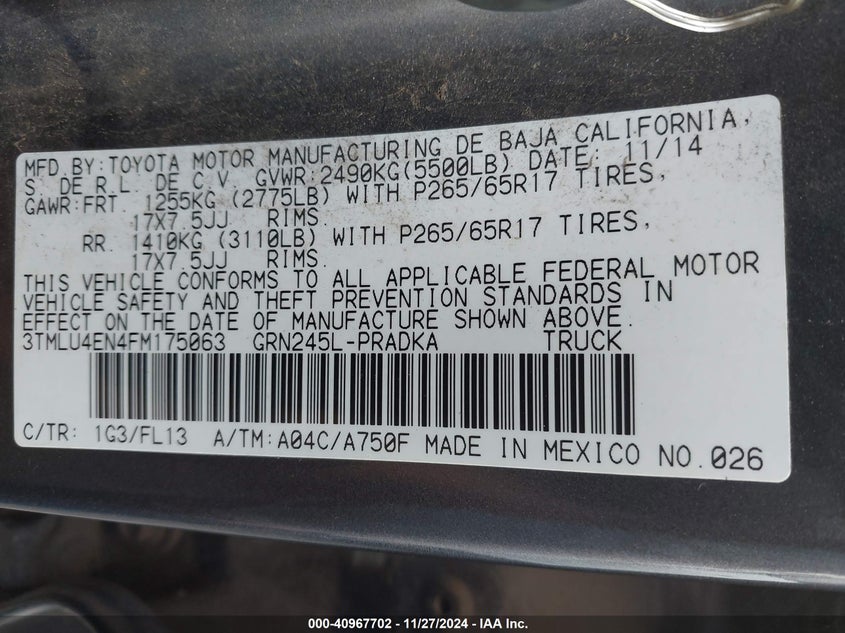 MFD.BY:TOYOTA MOTOR MANUFACTURING DE BAJA CALIFORNIA,
S. DE R.L. DE C.V. GVWR:2490KG(5500LB) DATE: 11/14
GAWR:FRT. 1255KG (2775LB) WITH P265/65R17 TIRES,
17X7.5JJ RIMS.
RR. 1410KG (3110LB) WITH P265/65R17 TIRES,
17X7.5JJ RIMS.
THIS VEHICLE CONFORMS TO ALL APPLICABLE FEDERAL MOTOR
VEHICLE SAFETY AND THEFT PREVENTION STANDARDS IN
EFFECT ON THE DATE OF MANUFACTURE SHOWN ABOVE.
3TMLU4EN4FM175063 GRN245L-PRADKA TRUCK
C/TR: 1G3/FL13 A/TM:A04C/A750F MADE IN MEXICO NO.026
000-40967702 - 11/27/2024 - IAA Inc.